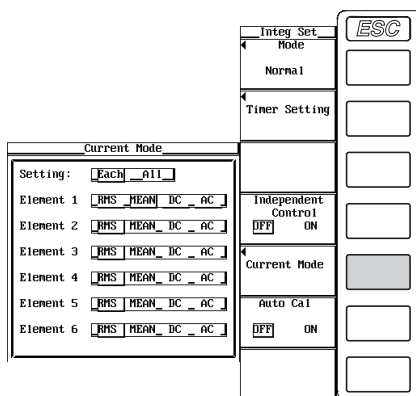 ESC
Integ Set
Mode
Normal
Timer Setting
Independent
Control
OFF ON
Current Mode
Auto Cal
OFF ON
Current Mode
Setting: Each All
Element 1 RMS MEAN DC AC
Element 2 RMS MEAN DC AC
Element 3 RMS MEAN DC AC
Element 4 RMS MEAN DC AC
Element 5 RMS MEAN DC AC
Element 6 RMS MEAN DC AC